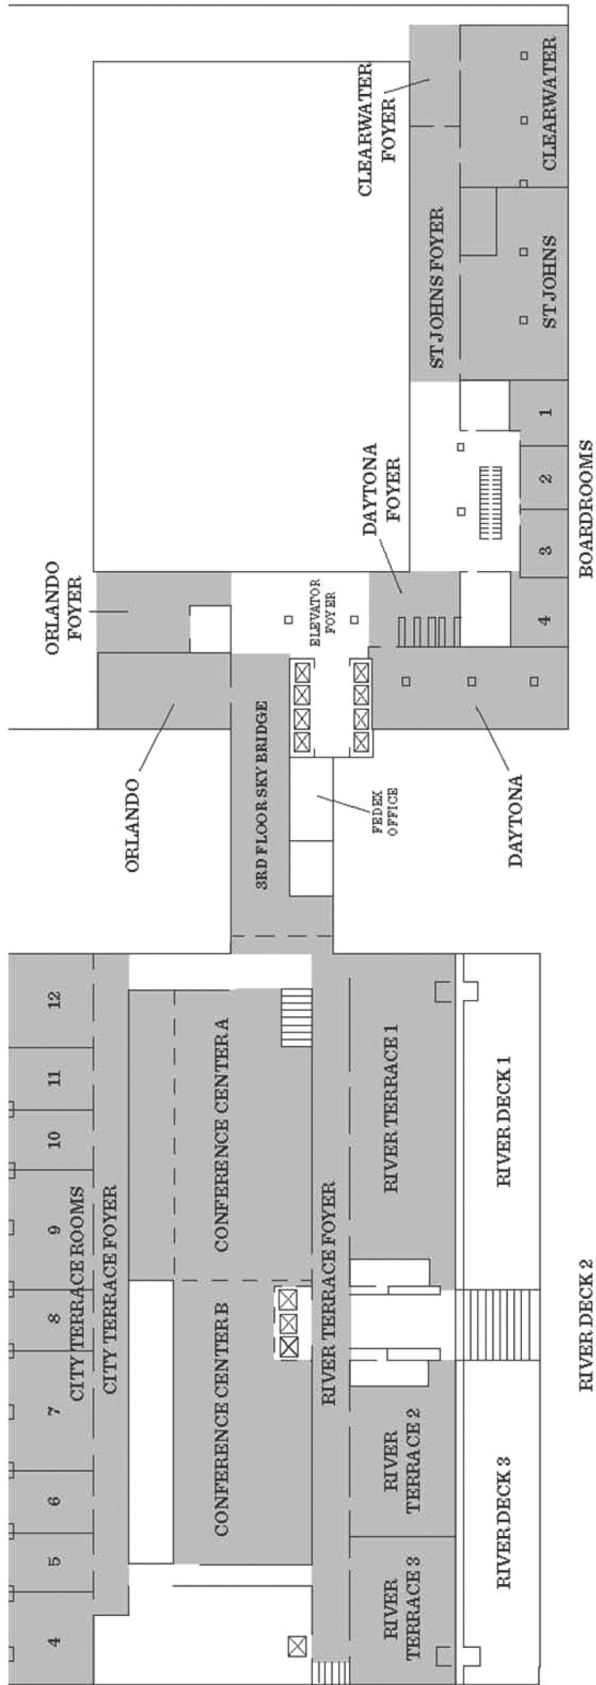 CLEARWATER
FOYER
CLEARWATER
ST JOHNS FOYER
ST JOHNS
1
2
3
4
BOARDROOMS
DAYTONA
FOYER
ORLANDO
FOYER
ELEVATOR
FOYER
ORLANDO
3RD FLOOR SKY BRIDGE
FEDEX
OFFICE
DAYTONA
12
11
10
9
8
7
6
5
4
CITY TERRACE ROOMS
CITY TERRACE FOYER
CONFERENCE CENTER A
CONFERENCE CENTER B
RIVER TERRACE FOYER
RIVER TERRACE 1
RIVER
TERRACE 2
RIVER
TERRACE 3
RIVER DECK 1
RIVER DECK 2
RIVER DECK 3